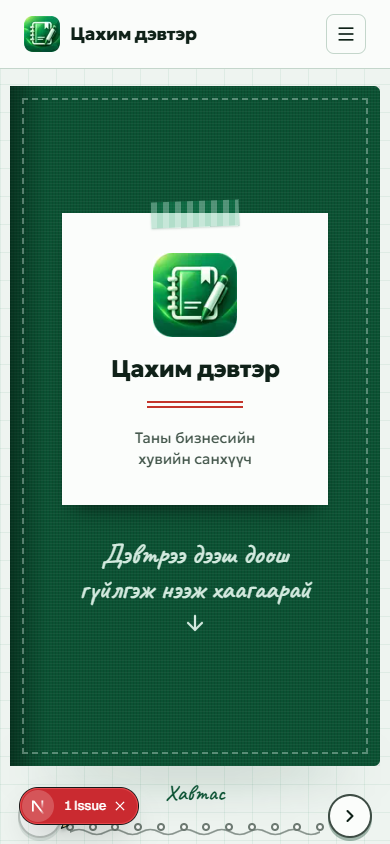 Цахим дэвтэр
Цахим дэвтэр
Таны бизнесийн
хувийн санхүүч
Дэвтрээ дээш доош
гүйлгэж нээж хаагаарай
↓
Хавтас
N 1 Issue ×